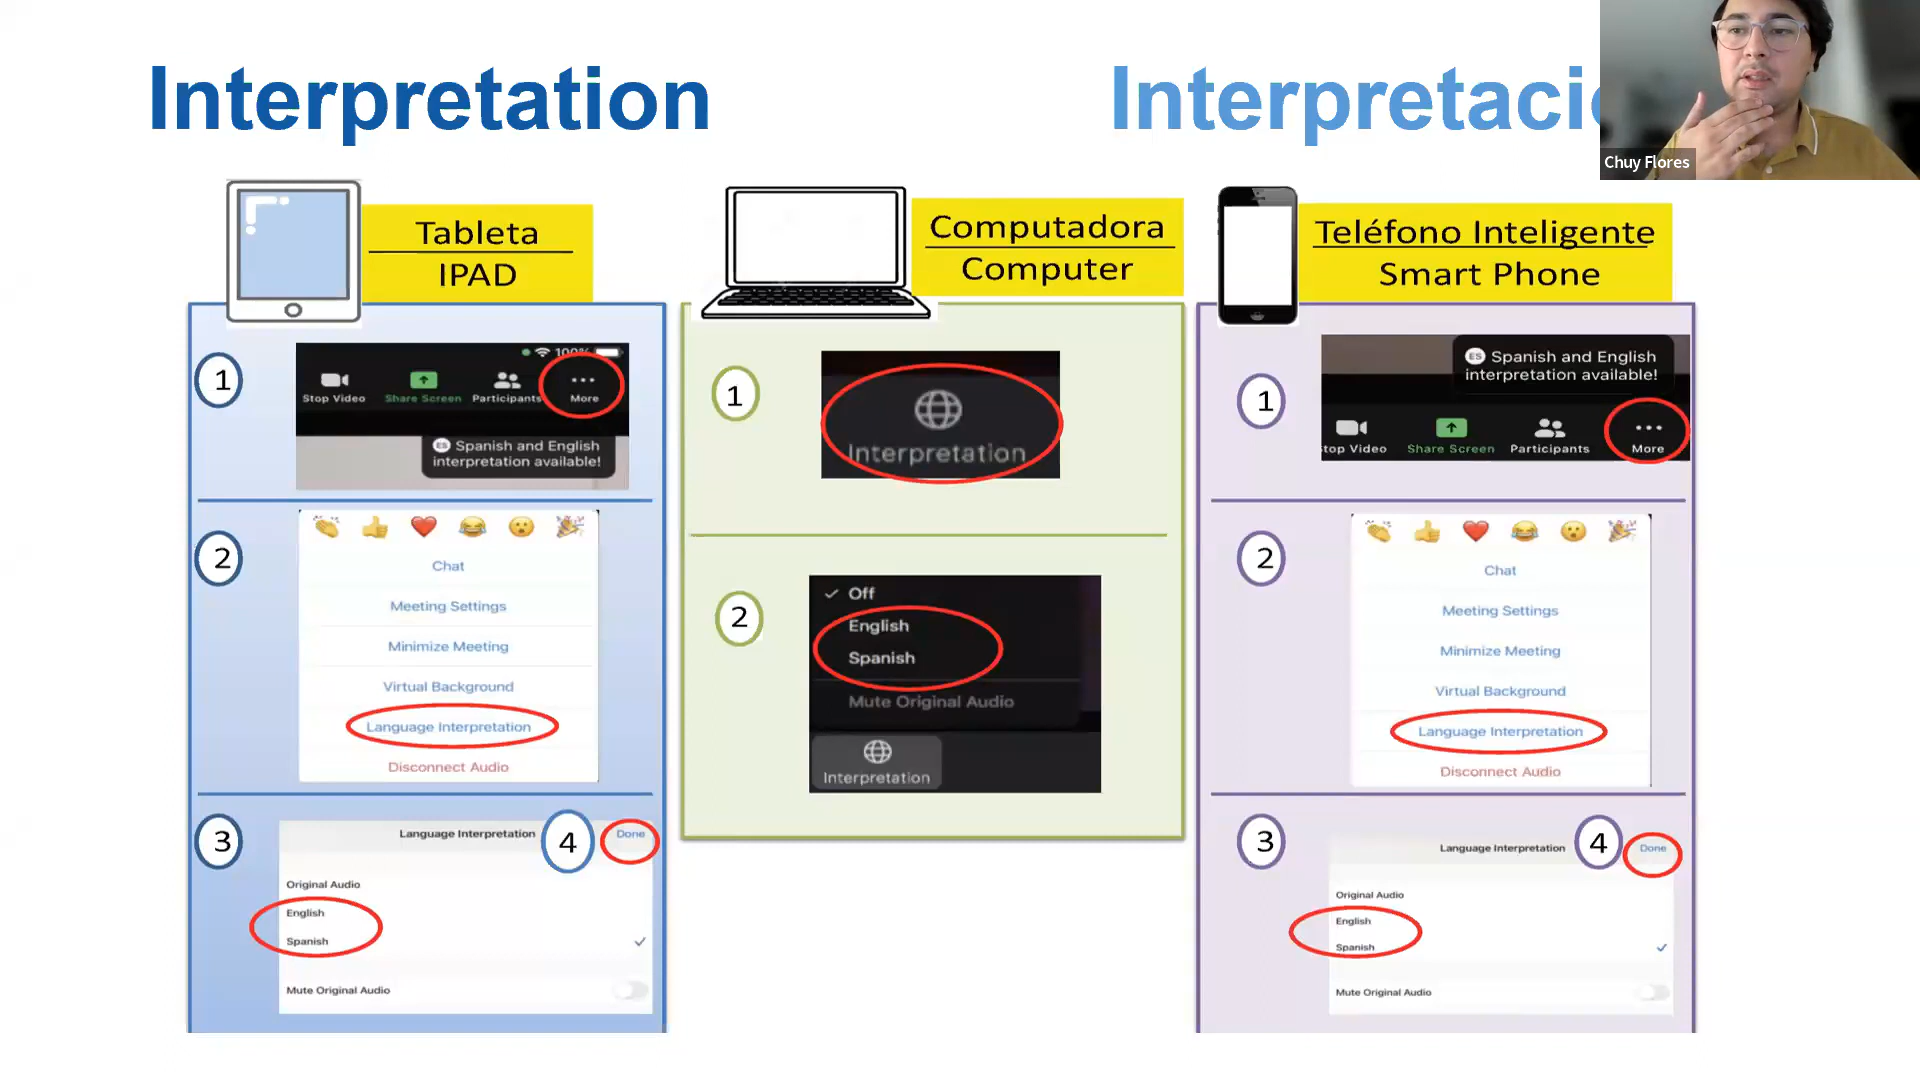 Interpretation
Interpretaci
Chuy Flores
Tableta
IPAD
1
100%
Stop Video
Share Screen
Participants
More
ES Spanish and English
interpretation available!
2
Chat
Meeting Settings
Minimize Meeting
Virtual Background
Language Interpretation
Disconnect Audio
3
Language Interpretation
4
Done
Original Audio
English
Spanish
Mute Original Audio
Computadora
Computer
1
Interpretation
2
Off
English
Spanish
Mute Original Audio
Interpretation
Teléfono Inteligente
Smart Phone
1
ES Spanish and English
interpretation available!
top Video
Share Screen
Participants
More
2
Chat
Meeting Settings
Minimize Meeting
Virtual Background
Language Interpretation
Disconnect Audio
3
Language Interpretation
4
Done
Original Audio
English
Spanish
Mute Original Audio